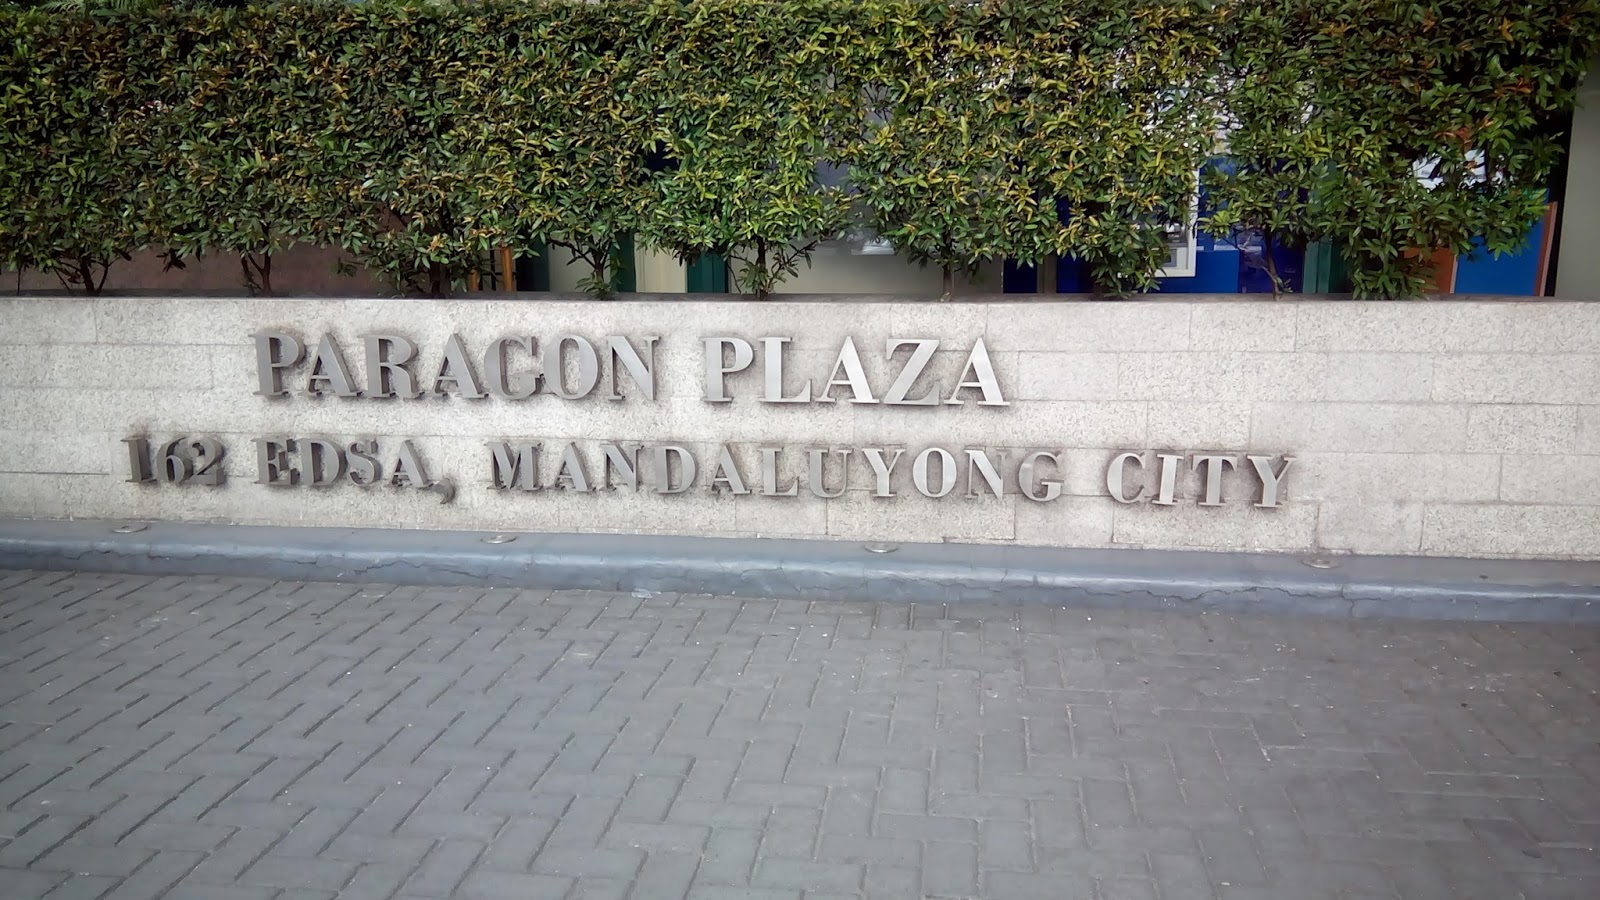 PARAGON PLAZA
162 EDSA, MANDALUYONG CITY